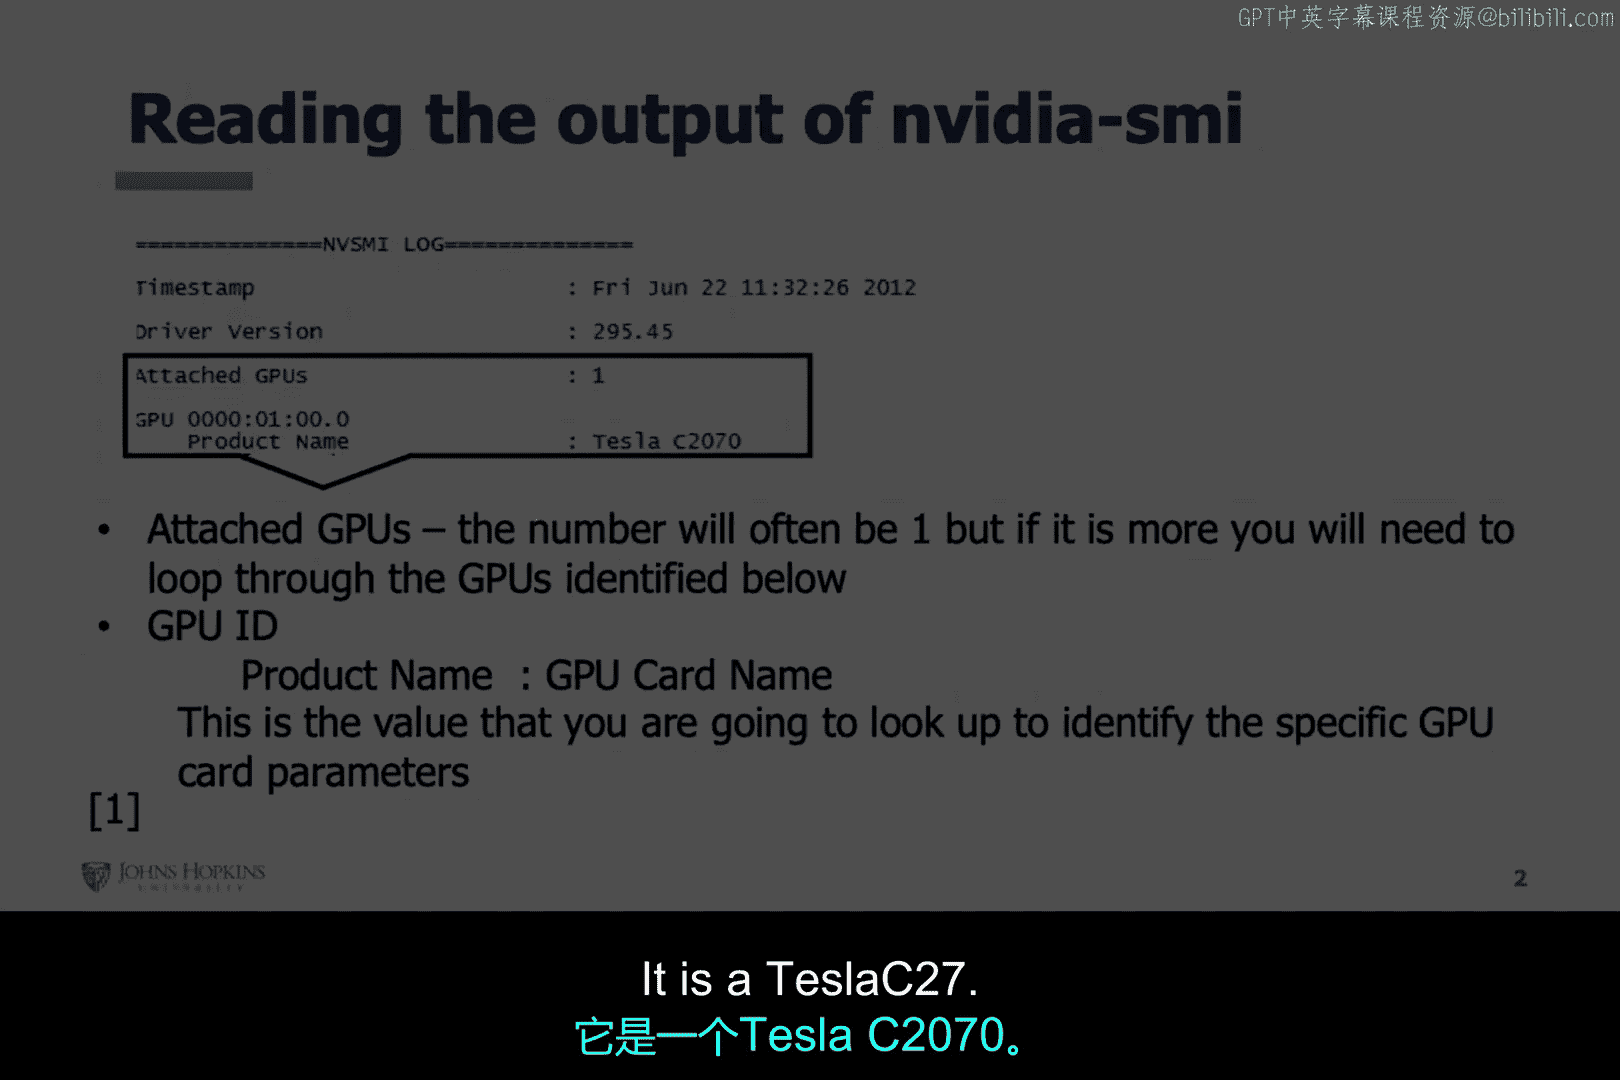 GPT中英字幕课程资源@bilibili.com
Reading the output of nvidia-smi
==============NVSMI LOG==============
Timestamp : Fri Jun 22 11:32:26 2012
Driver Version : 295.45
Attached GPUs : 1
GPU 0000:01:00.0
Product Name : Tesla C2070
• Attached GPUs – the number will often be 1 but if it is more you will need to
loop through the GPUs identified below
• GPU ID
Product Name : GPU Card Name
This is the value that you are going to look up to identify the specific GPU
card parameters
[1]
JOHNS HOPKINS
UNIVERSITY
2
It is a TeslaC27.
它是一个Tesla C2070。